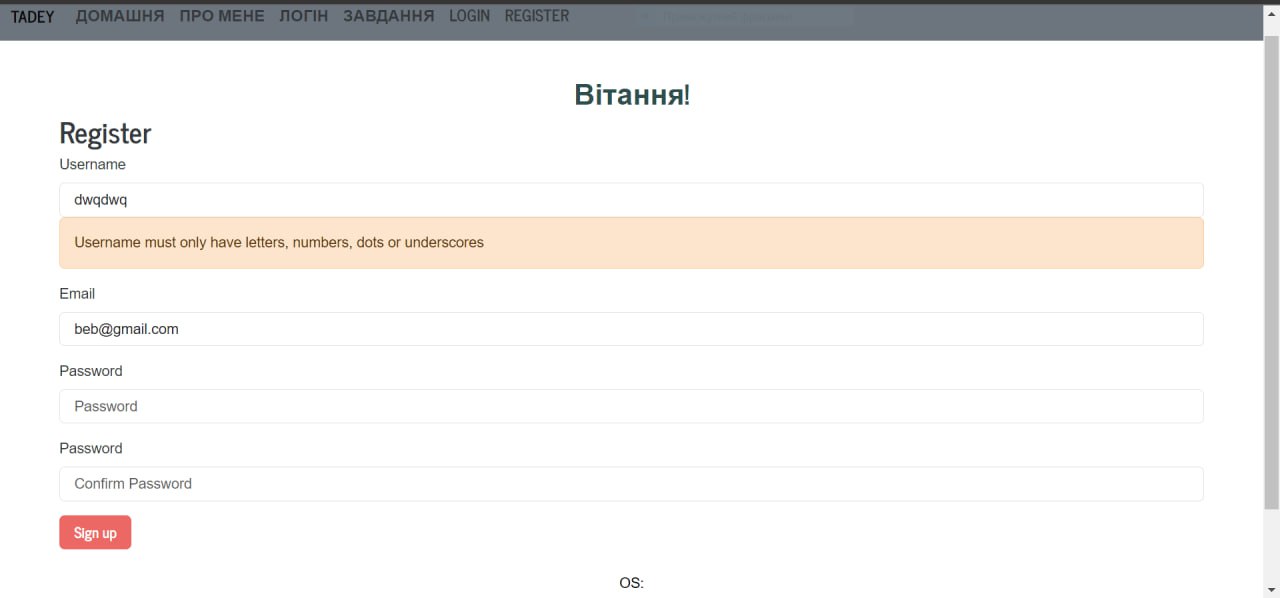 TADEY ДОМАШНЯ ПРО МЕНЕ ЛОГІН ЗАВДАННЯ LOGIN REGISTER
Вітання!
Register
Username
dwqdwq
Username must only have letters, numbers, dots or underscores
Email
beb@gmail.com
Password
Password
Password
Confirm Password
Sign up
OS: